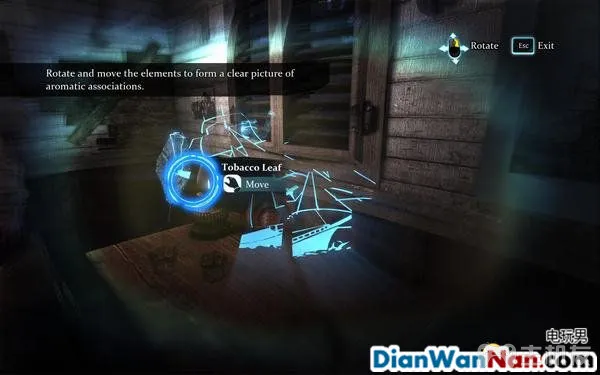 Rotate
Esc
Exit
Rotate and move the elements to form a clear picture of
aromatic associations.
Tobacco Leaf
Move
电玩男
DianWanNan.com